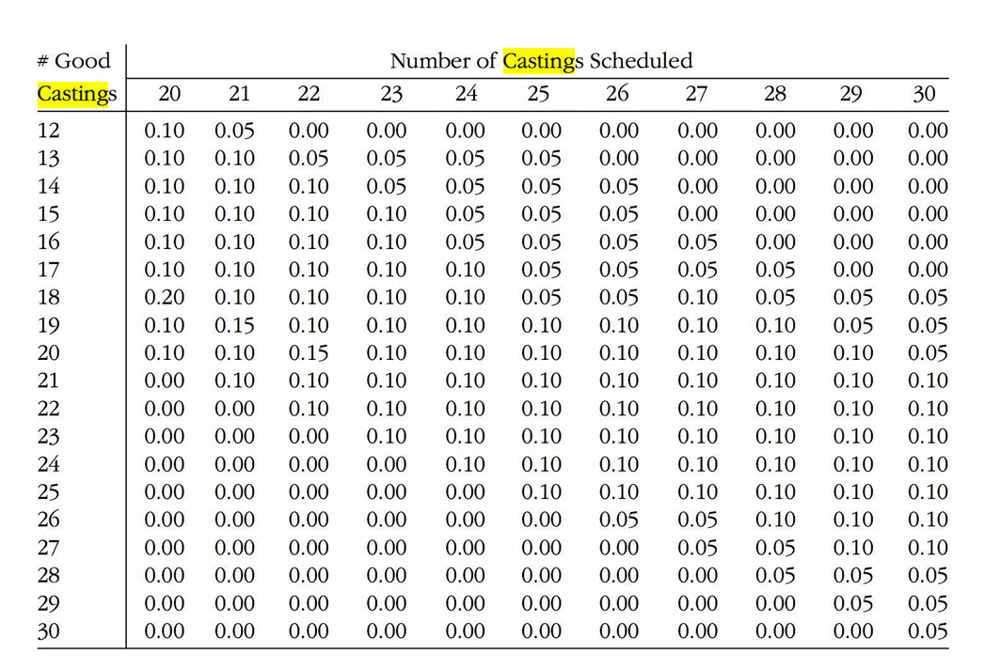 # Good Number of Castings Scheduled
Castings 20 21 22 23 24 25 26 27 28 29 30
12 0.10 0.05 0.00 0.00 0.00 0.00 0.00 0.00 0.00 0.00 0.00
13 0.10 0.10 0.05 0.05 0.05 0.05 0.00 0.00 0.00 0.00 0.00
14 0.10 0.10 0.10 0.05 0.05 0.05 0.05 0.00 0.00 0.00 0.00
15 0.10 0.10 0.10 0.10 0.05 0.05 0.05 0.00 0.00 0.00 0.00
16 0.10 0.10 0.10 0.10 0.05 0.05 0.05 0.05 0.00 0.00 0.00
17 0.10 0.10 0.10 0.10 0.10 0.05 0.05 0.05 0.05 0.00 0.00
18 0.20 0.10 0.10 0.10 0.10 0.05 0.05 0.10 0.05 0.05 0.05
19 0.10 0.15 0.10 0.10 0.10 0.10 0.10 0.10 0.10 0.05 0.05
20 0.10 0.10 0.15 0.10 0.10 0.10 0.10 0.10 0.10 0.10 0.05
21 0.00 0.10 0.10 0.10 0.10 0.10 0.10 0.10 0.10 0.10 0.10
22 0.00 0.00 0.10 0.10 0.10 0.10 0.10 0.10 0.10 0.10 0.10
23 0.00 0.00 0.00 0.10 0.10 0.10 0.10 0.10 0.10 0.10 0.10
24 0.00 0.00 0.00 0.00 0.10 0.10 0.10 0.10 0.10 0.10 0.10
25 0.00 0.00 0.00 0.00 0.00 0.10 0.10 0.10 0.10 0.10 0.10
26 0.00 0.00 0.00 0.00 0.00 0.00 0.05 0.05 0.10 0.10 0.10
27 0.00 0.00 0.00 0.00 0.00 0.00 0.00 0.05 0.05 0.10 0.10
28 0.00 0.00 0.00 0.00 0.00 0.00 0.00 0.00 0.05 0.05 0.05
29 0.00 0.00 0.00 0.00 0.00 0.00 0.00 0.00 0.00 0.05 0.05
30 0.00 0.00 0.00 0.00 0.00 0.00 0.00 0.00 0.00 0.00 0.05